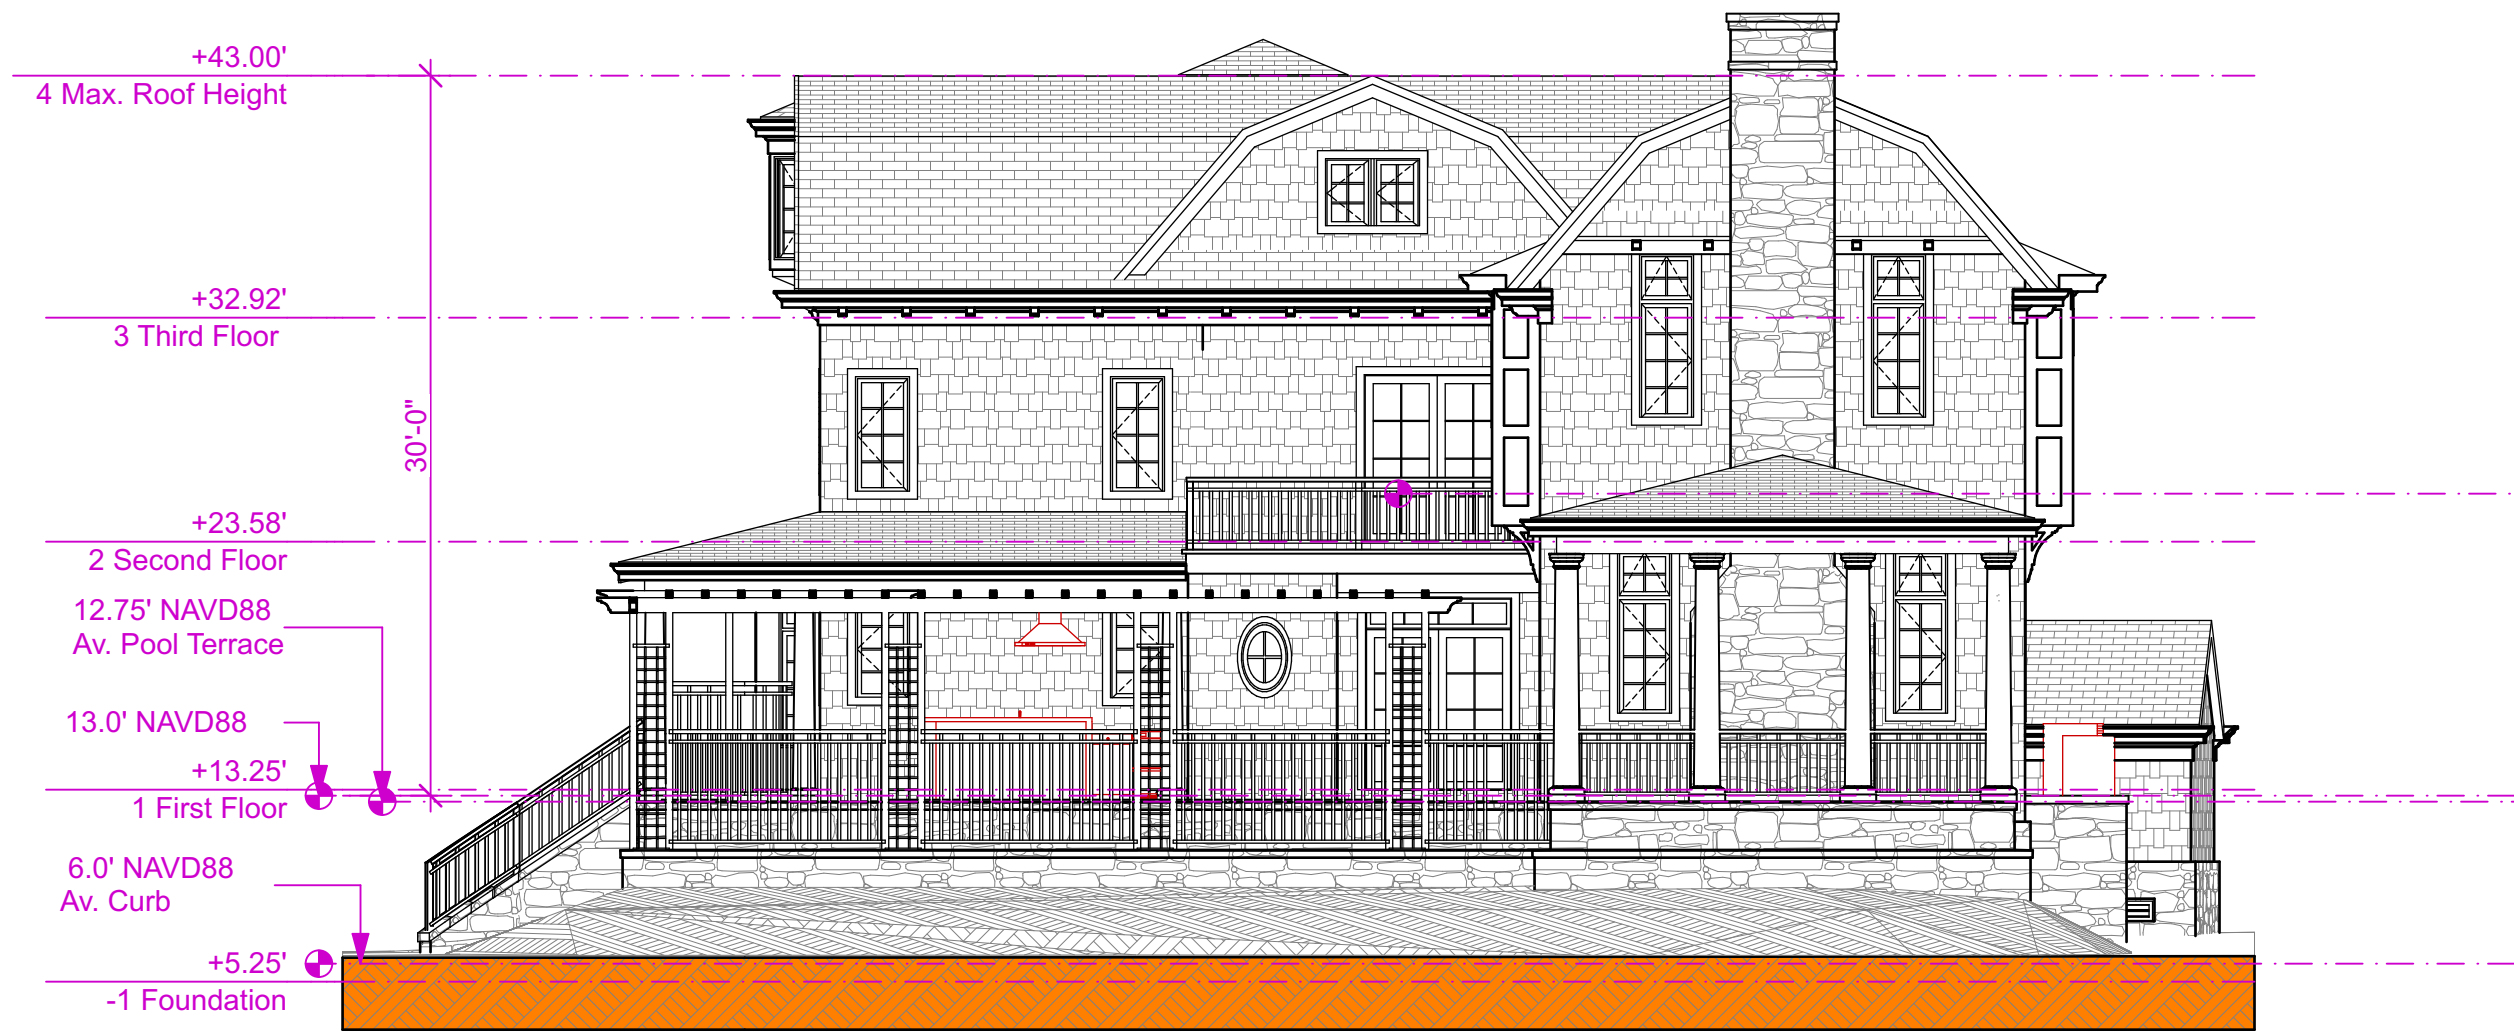 +43.00'
4 Max. Roof Height
+32.92'
3 Third Floor
30'-0"
+23.58'
2 Second Floor
12.75' NAVD88
Av. Pool Terrace
13.0' NAVD88
+13.25'
1 First Floor
6.0' NAVD88
Av. Curb
+5.25'
-1 Foundation